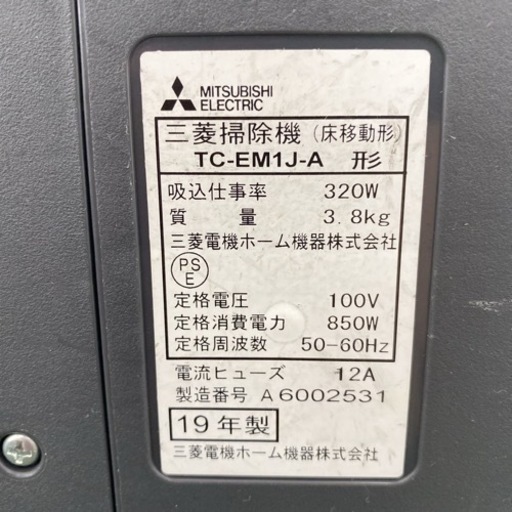 MITSUBISHI
ELECTRIC
三菱掃除機(床移動形)
TC-EM1J-A 形
吸込仕事率 320W
質量 3.8kg
三菱電機ホーム機器株式会社
PS
E
定格電圧 100V
定格消費電力 850W
定格周波数 50-60Hz
電流ヒューズ 12A
製造番号 A6002531
19年製
三菱電機ホーム機器株式会社